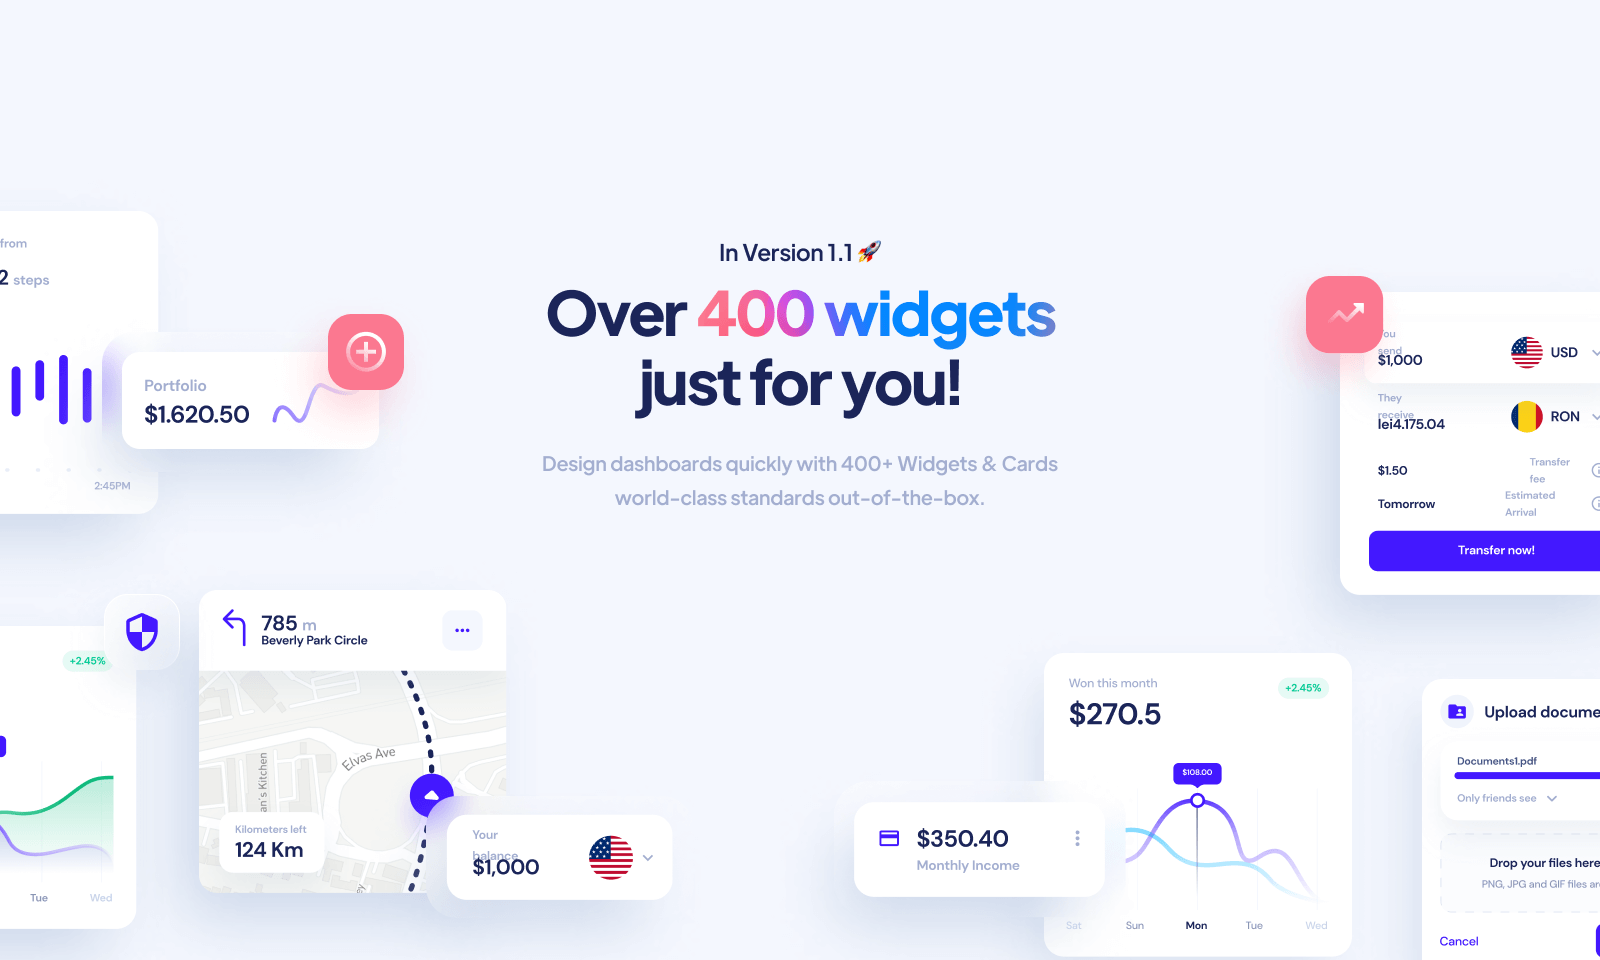 In Version 1.1 🚀
Over 400 widgets
just for you!
Design dashboards quickly with 400+ Widgets & Cards
world-class standards out-of-the-box.
from
2 steps
2:45PM
Portfolio
$1.620.50
+2.45%
Tue
Wed
785 m
Beverly Park Circle
Elvas Ave
an's Kitchen
ey
Kilometers left
124 Km
Your
balance
$1,000
$350.40
Monthly Income
Won this month
$270.5
+2.45%
$108.00
Sat
Sun
Mon
Tue
Wed
You
send
$1,000
USD
They
receive
lei4.175.04
RON
$1.50
Transfer
fee
Tomorrow
Estimated
Arrival
Transfer now!
Upload docume
Documents1.pdf
Only friends see
Drop your files here
PNG, JPG and GIF files are
Cancel